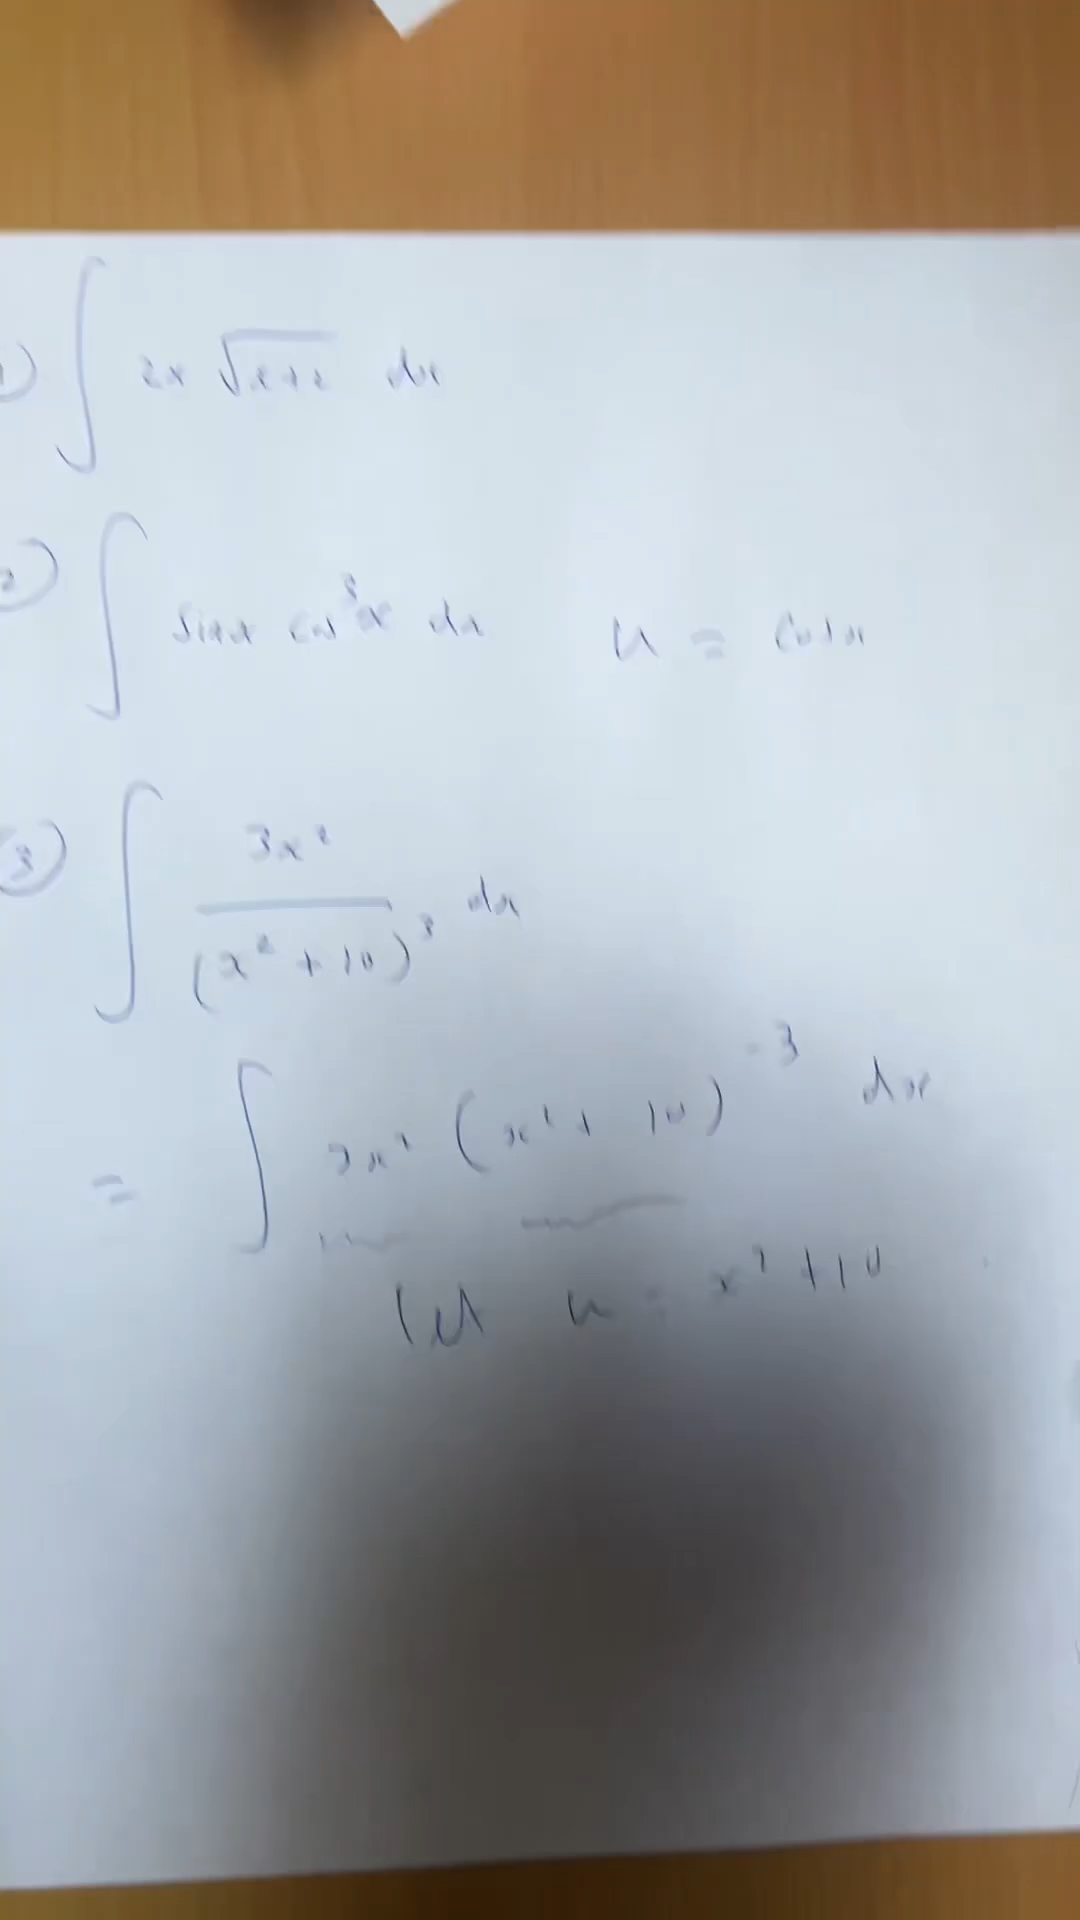 1) ∫ 2x √(x+2) dx
2) ∫ sinx cos³x dx u = cosx
3) ∫ 3x² / (x² + 10)³ dx
= ∫ 3x² (x² + 10)⁻³ dx
let u = x² + 10